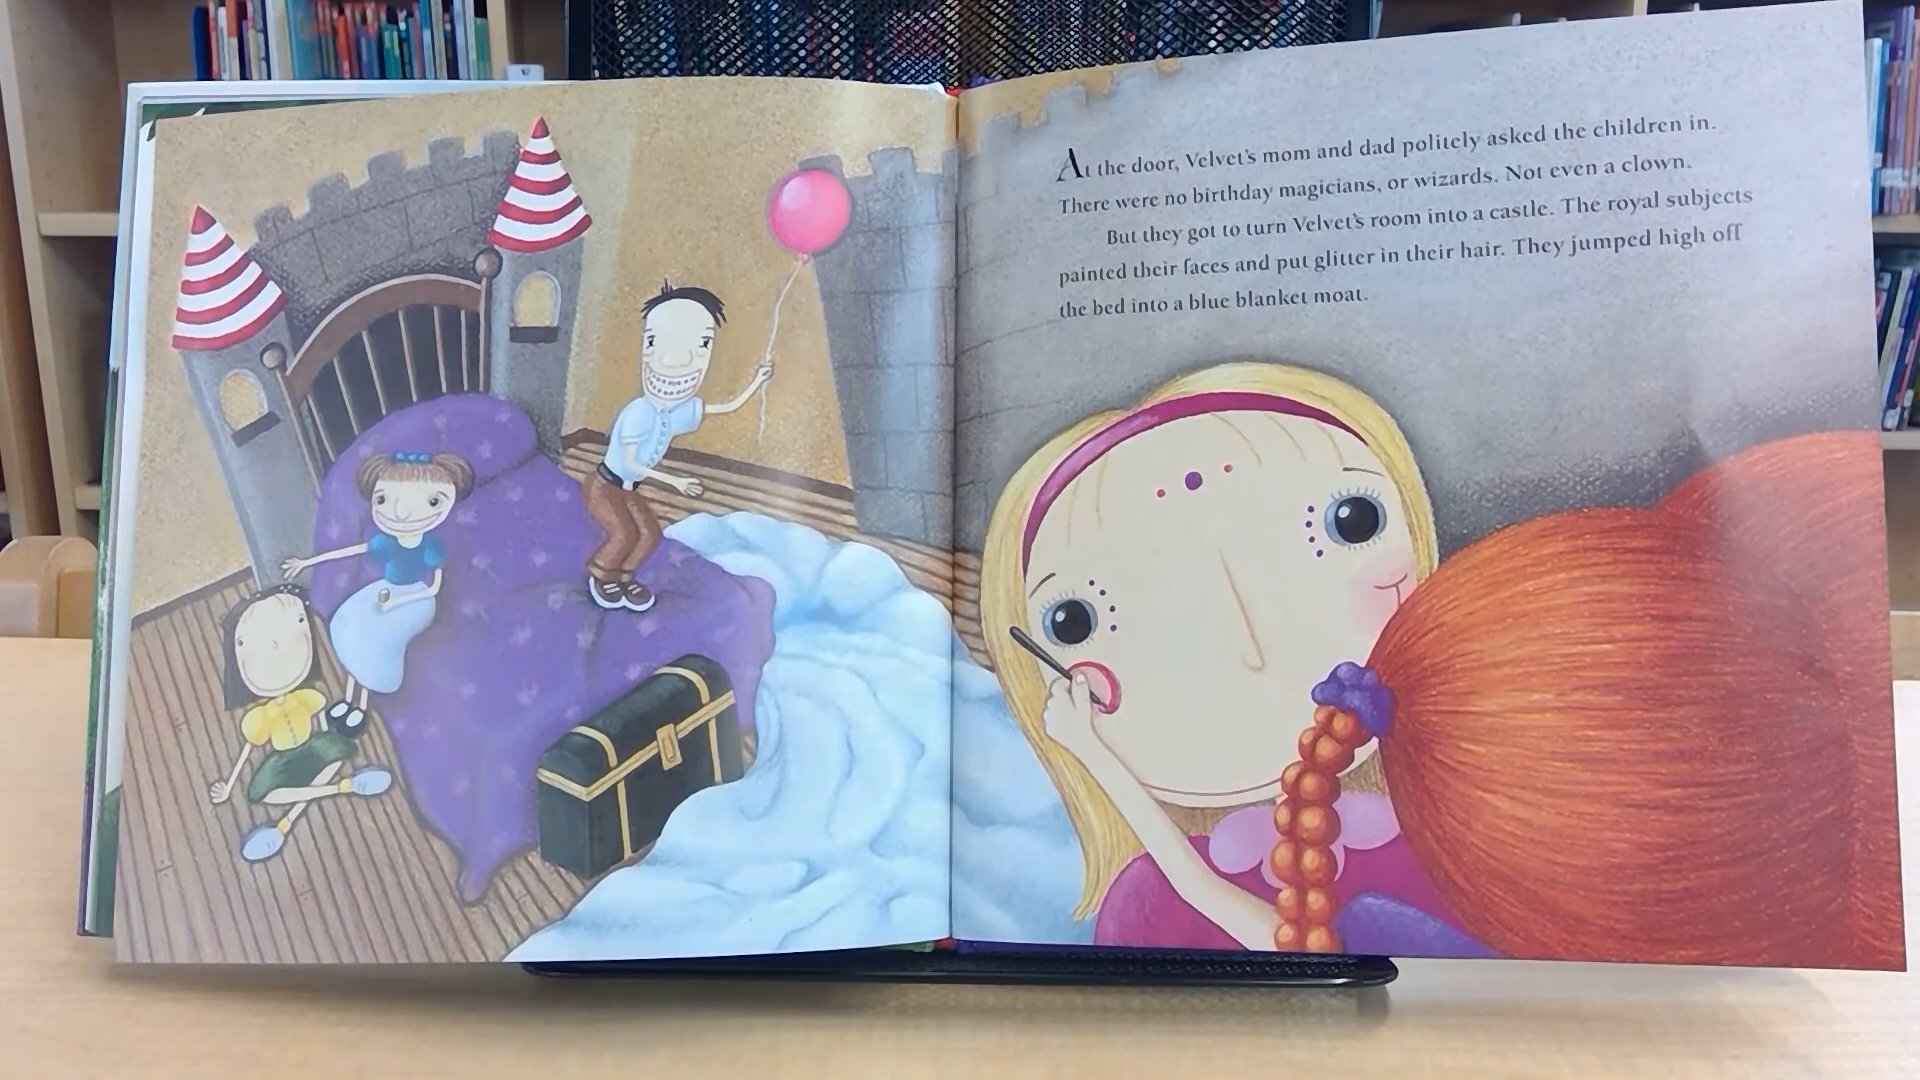 At the door, Velvet's mom and dad politely asked the children in.
There were no birthday magicians, or wizards. Not even a clown.
But they got to turn Velvet's room into a castle. The royal subjects
painted their faces and put glitter in their hair. They jumped high off
the bed into a blue blanket moat.